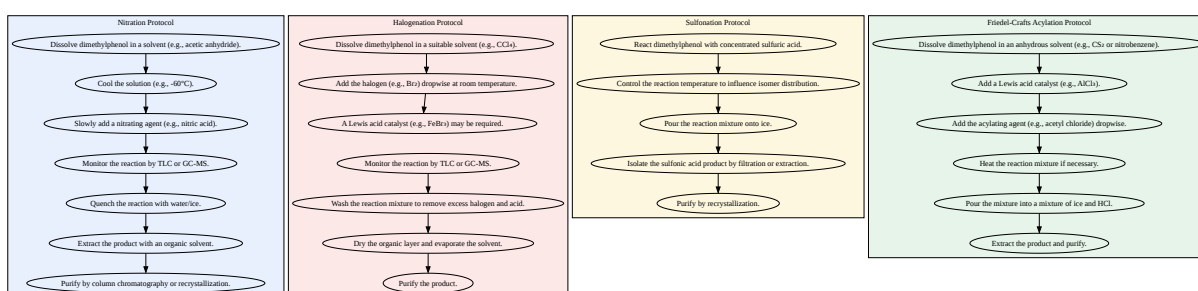 Nitration Protocol
Dissolve dimethylphenol in a solvent (e.g., acetic anhydride).
Cool the solution (e.g., -60°C).
Slowly add a nitrating agent (e.g., nitric acid).
Monitor the reaction by TLC or GC-MS.
Quench the reaction with water/ice.
Extract the product with an organic solvent.
Purify by column chromatography or recrystallization.
Halogenation Protocol
Dissolve dimethylphenol in a suitable solvent (e.g., CCl₄).
Add the halogen (e.g., Br₂) dropwise at room temperature.
A Lewis acid catalyst (e.g., FeBr₃) may be required.
Monitor the reaction by TLC or GC-MS.
Wash the reaction mixture to remove excess halogen and acid.
Dry the organic layer and evaporate the solvent.
Purify the product.
Sulfonation Protocol
React dimethylphenol with concentrated sulfuric acid.
Control the reaction temperature to influence isomer distribution.
Pour the reaction mixture onto ice.
Isolate the sulfonic acid product by filtration or extraction.
Purify by recrystallization.
Friedel-Crafts Acylation Protocol
Dissolve dimethylphenol in an anhydrous solvent (e.g., CS₂ or nitrobenzene).
Add a Lewis acid catalyst (e.g., AlCl₃).
Add the acylating agent (e.g., acetyl chloride) dropwise.
Heat the reaction mixture if necessary.
Pour the mixture into a mixture of ice and HCl.
Extract the product and purify.